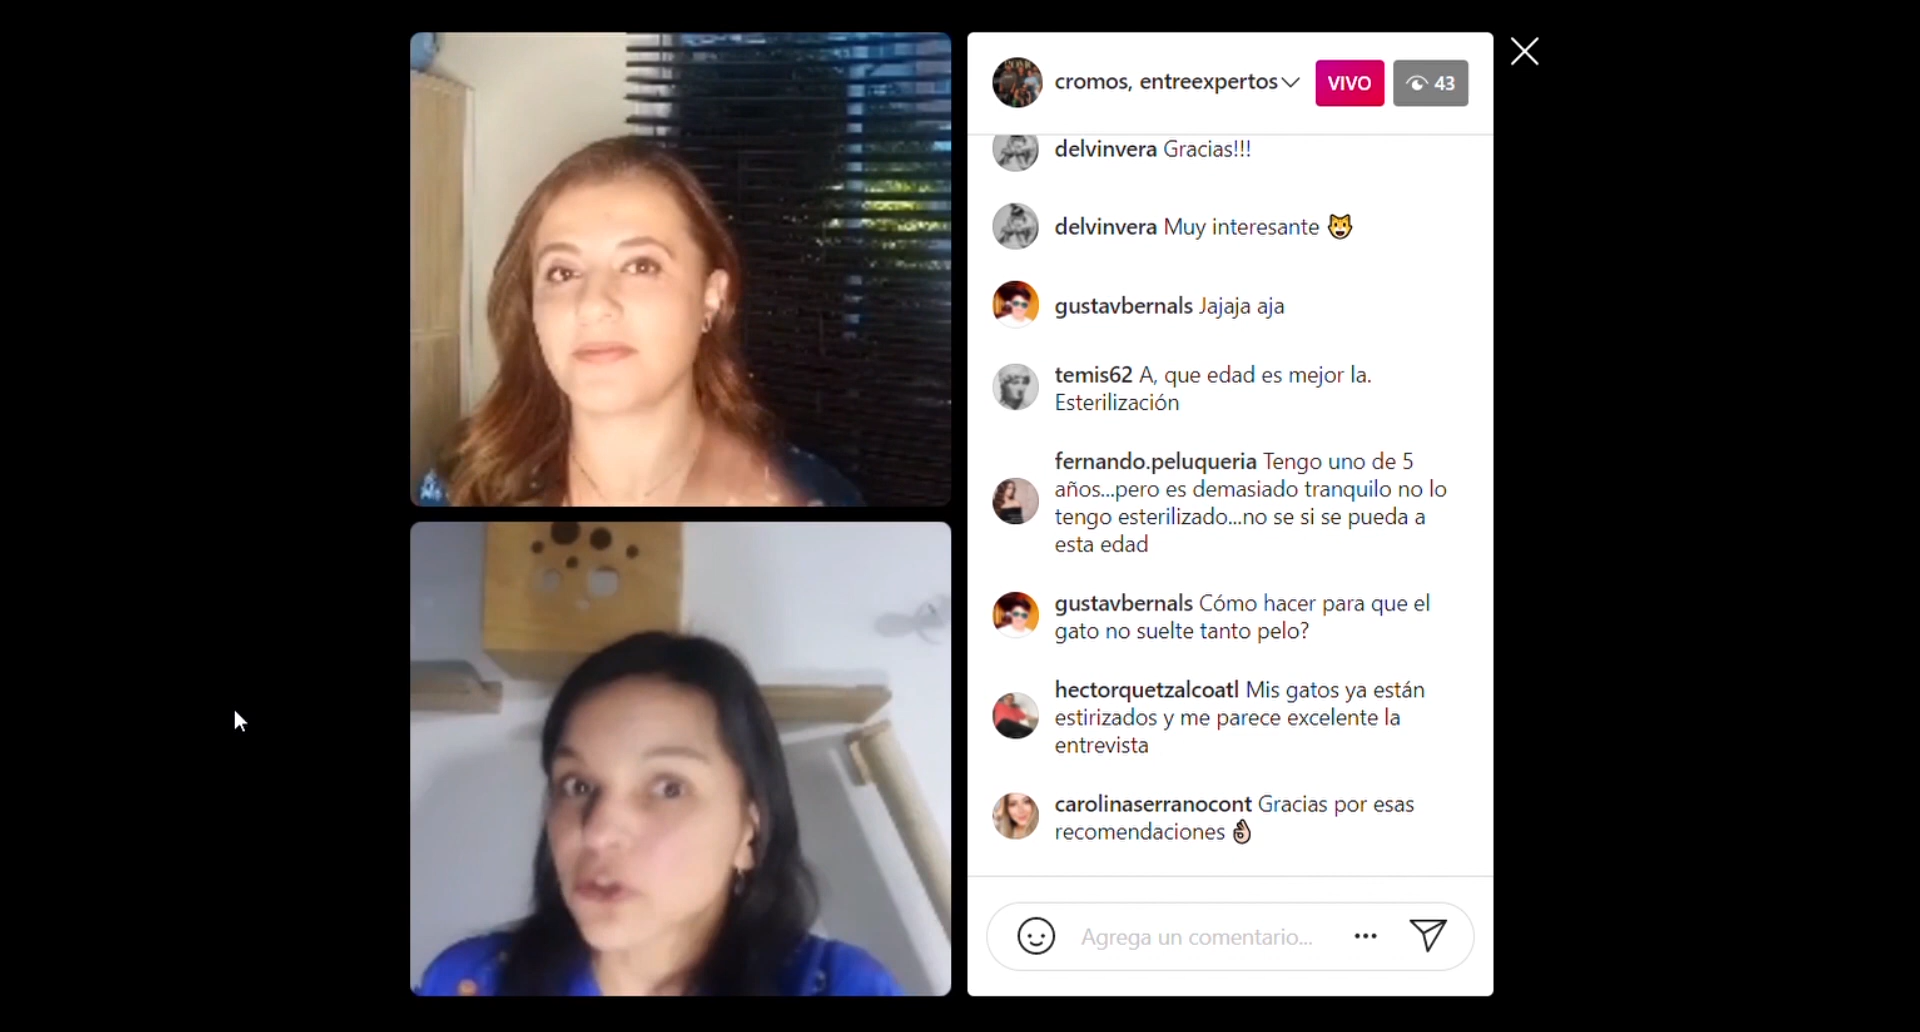 cromos, entreexpertos
VIVO
43
delvinvera Gracias!!!
delvinvera Muy interesante 😺
gustavbernals Jajaja aja
temis62 A, que edad es mejor la.
Esterilización
fernando.peluqueria Tengo uno de 5
años...pero es demasiado tranquilo no lo
tengo esterilizado...no se si se pueda a
esta edad
gustavbernals Cómo hacer para que el
gato no suelte tanto pelo?
hectorquetzalcoatl Mis gatos ya están
estirizados y me parece excelente la
entrevista
carolinaserranocont Gracias por esas
recomendaciones 👌🏻
Agrega un comentario...